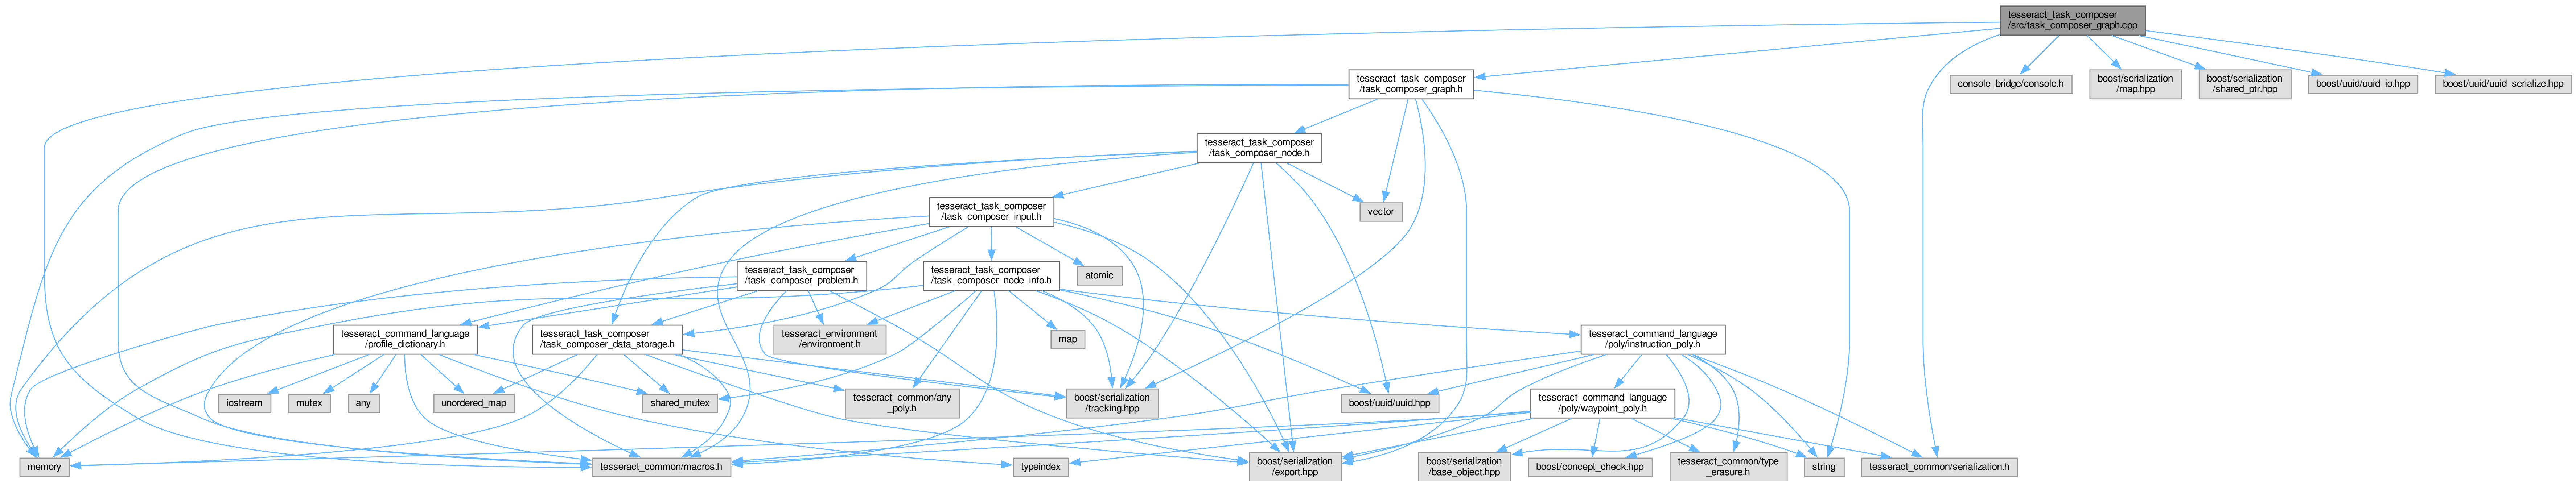 tesseract_task_composer
/src/task_composer_graph.cpp
tesseract_task_composer
/task_composer_graph.h
console_bridge/console.h
boost/serialization
/map.hpp
boost/serialization
/shared_ptr.hpp
boost/uuid/uuid_io.hpp
boost/uuid/uuid_serialize.hpp
tesseract_task_composer
/task_composer_node.h
tesseract_task_composer
/task_composer_input.h
vector
tesseract_task_composer
/task_composer_problem.h
tesseract_task_composer
/task_composer_node_info.h
atomic
tesseract_command_language
/profile_dictionary.h
tesseract_task_composer
/task_composer_data_storage.h
tesseract_environment
/environment.h
map
tesseract_command_language
/poly/instruction_poly.h
iostream
mutex
any
unordered_map
shared_mutex
tesseract_common/any
_poly.h
boost/serialization
/tracking.hpp
boost/uuid/uuid.hpp
tesseract_command_language
/poly/waypoint_poly.h
memory
tesseract_common/macros.h
typeindex
boost/serialization
/export.hpp
boost/serialization
/base_object.hpp
boost/concept_check.hpp
tesseract_common/type
_erasure.h
string
tesseract_common/serialization.h